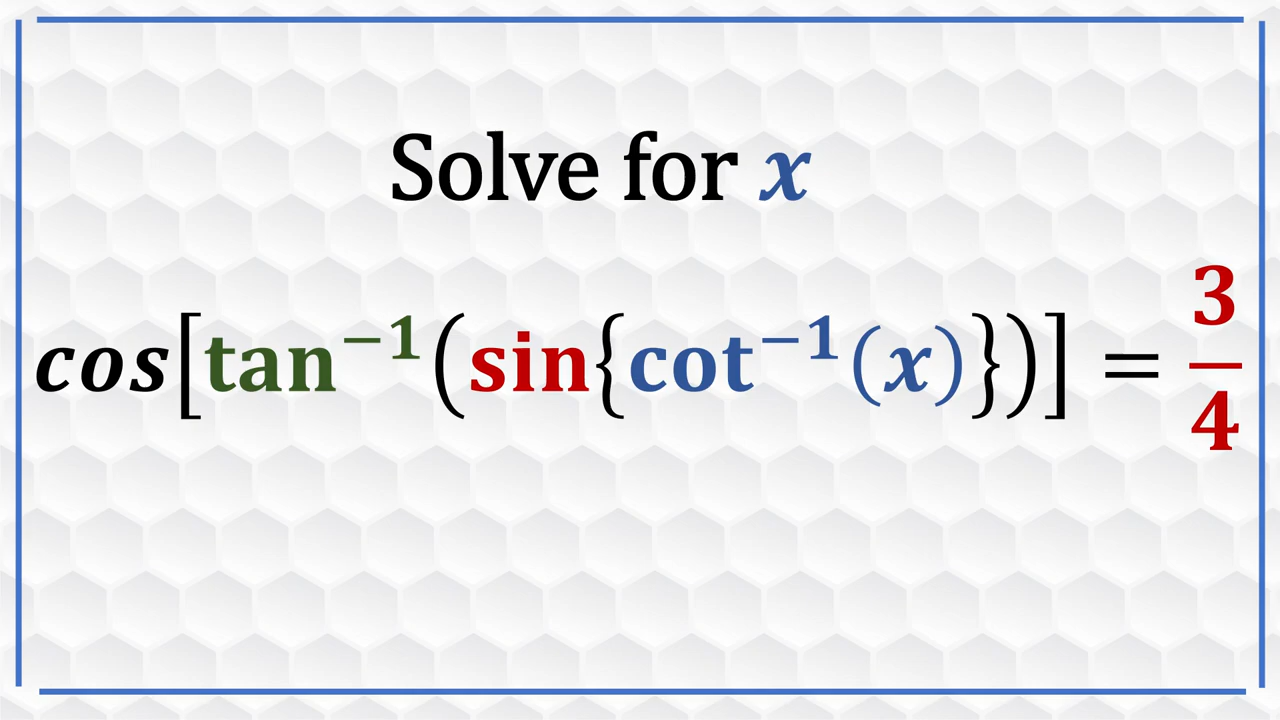 Solve for x
cos[tan⁻¹(sin{cot⁻¹(x)})] = 3/4